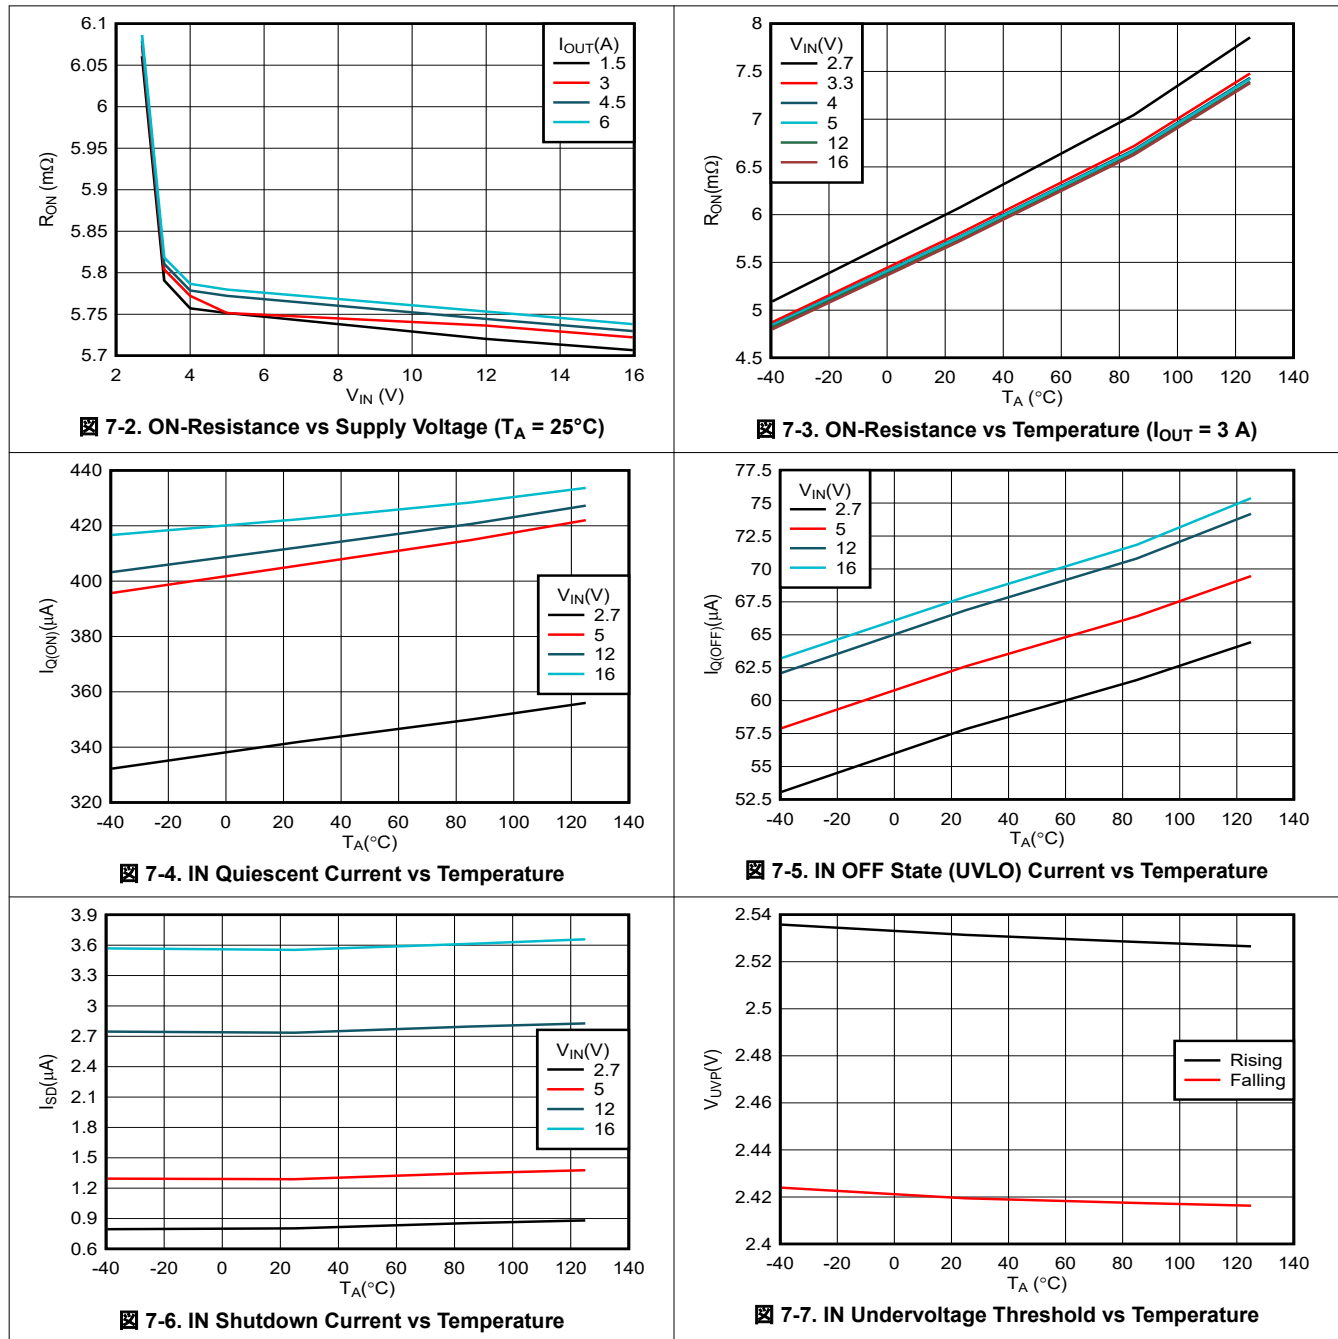 6.1
6.05
6
5.95
5.9
5.85
5.8
5.75
5.7
RON (mΩ)
IOUT(A)
1.5
3
4.5
6
2 4 6 8 10 12 14 16
VIN (V)
図 7-2. ON-Resistance vs Supply Voltage (TA = 25°C)
8
7.5
7
6.5
6
5.5
5
4.5
RON(mΩ)
VIN(V)
2.7
3.3
4
5
12
16
-40 -20 0 20 40 60 80 100 120 140
TA (°C)
図 7-3. ON-Resistance vs Temperature (IOUT = 3 A)
440
420
400
380
360
340
320
IQ(ON)(μA)
VIN(V)
2.7
5
12
16
-40 -20 0 20 40 60 80 100 120 140
TA(°C)
図 7-4. IN Quiescent Current vs Temperature
77.5
75
72.5
70
67.5
65
62.5
60
57.5
55
52.5
IQ(OFF)(μA)
VIN(V)
2.7
5
12
16
-40 -20 0 20 40 60 80 100 120 140
TA(°C)
図 7-5. IN OFF State (UVLO) Current vs Temperature
3.9
3.6
3.3
3
2.7
2.4
2.1
1.8
1.5
1.2
0.9
0.6
ISD(μA)
VIN(V)
2.7
5
12
16
-40 -20 0 20 40 60 80 100 120 140
TA(°C)
図 7-6. IN Shutdown Current vs Temperature
2.54
2.52
2.5
2.48
2.46
2.44
2.42
2.4
VUVP(V)
Rising
Falling
-40 -20 0 20 40 60 80 100 120 140
TA (°C)
図 7-7. IN Undervoltage Threshold vs Temperature